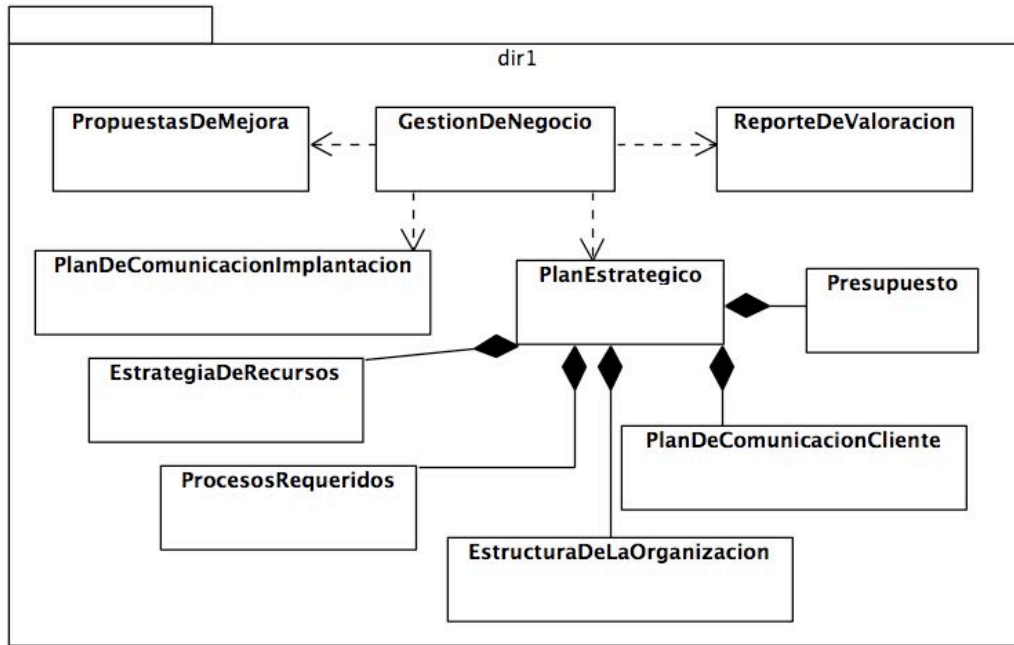 dir1
PropuestasDeMejora
GestionDeNegocio
ReporteDeValoracion
PlanDeComunicacionImplantacion
PlanEstrategico
Presupuesto
EstrategiaDeRecursos
PlanDeComunicacionCliente
ProcesosRequeridos
EstructuraDeLaOrganizacion